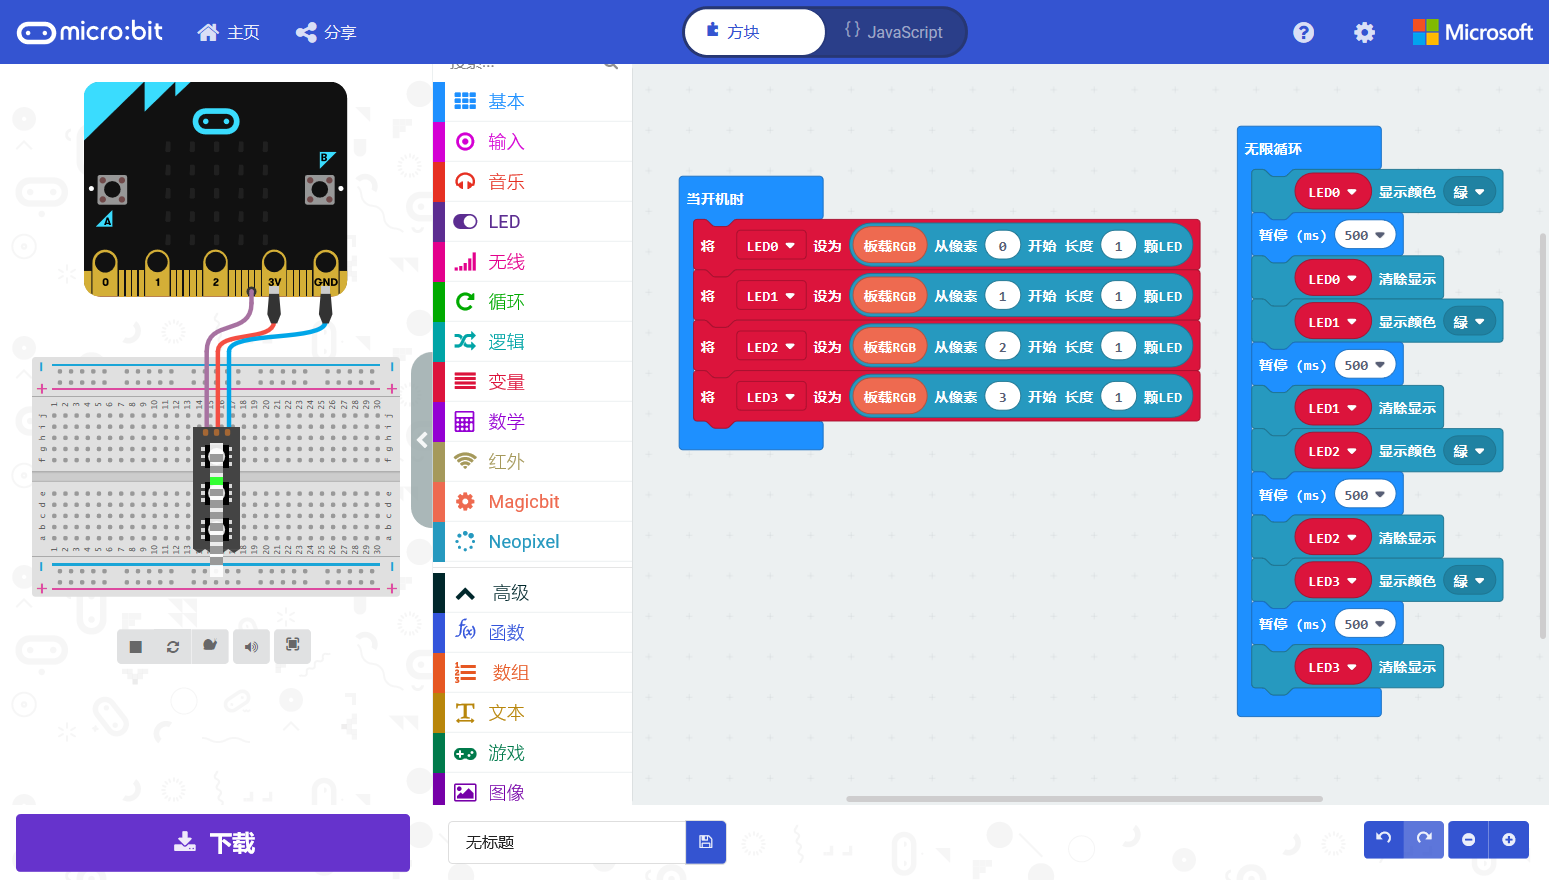 micro:bit
主页
分享
方块
{ } JavaScript
?
Microsoft
搜索...
基本
输入
音乐
LED
无线
循环
逻辑
变量
数学
红外
Magicbit
Neopixel
高级
函数
数组
文本
游戏
图像
B
A
0 1 2 3V GND
当开机时
将 LED0 设为 板载RGB 从像素 0 开始 长度 1 颗LED
将 LED1 设为 板载RGB 从像素 1 开始 长度 1 颗LED
将 LED2 设为 板载RGB 从像素 2 开始 长度 1 颗LED
将 LED3 设为 板载RGB 从像素 3 开始 长度 1 颗LED
无限循环
LED0 显示颜色 緑
暂停 (ms) 500
LED0 清除显示
LED1 显示颜色 緑
暂停 (ms) 500
LED1 清除显示
LED2 显示颜色 緑
暂停 (ms) 500
LED2 清除显示
LED3 显示颜色 緑
暂停 (ms) 500
LED3 清除显示
下载
无标题